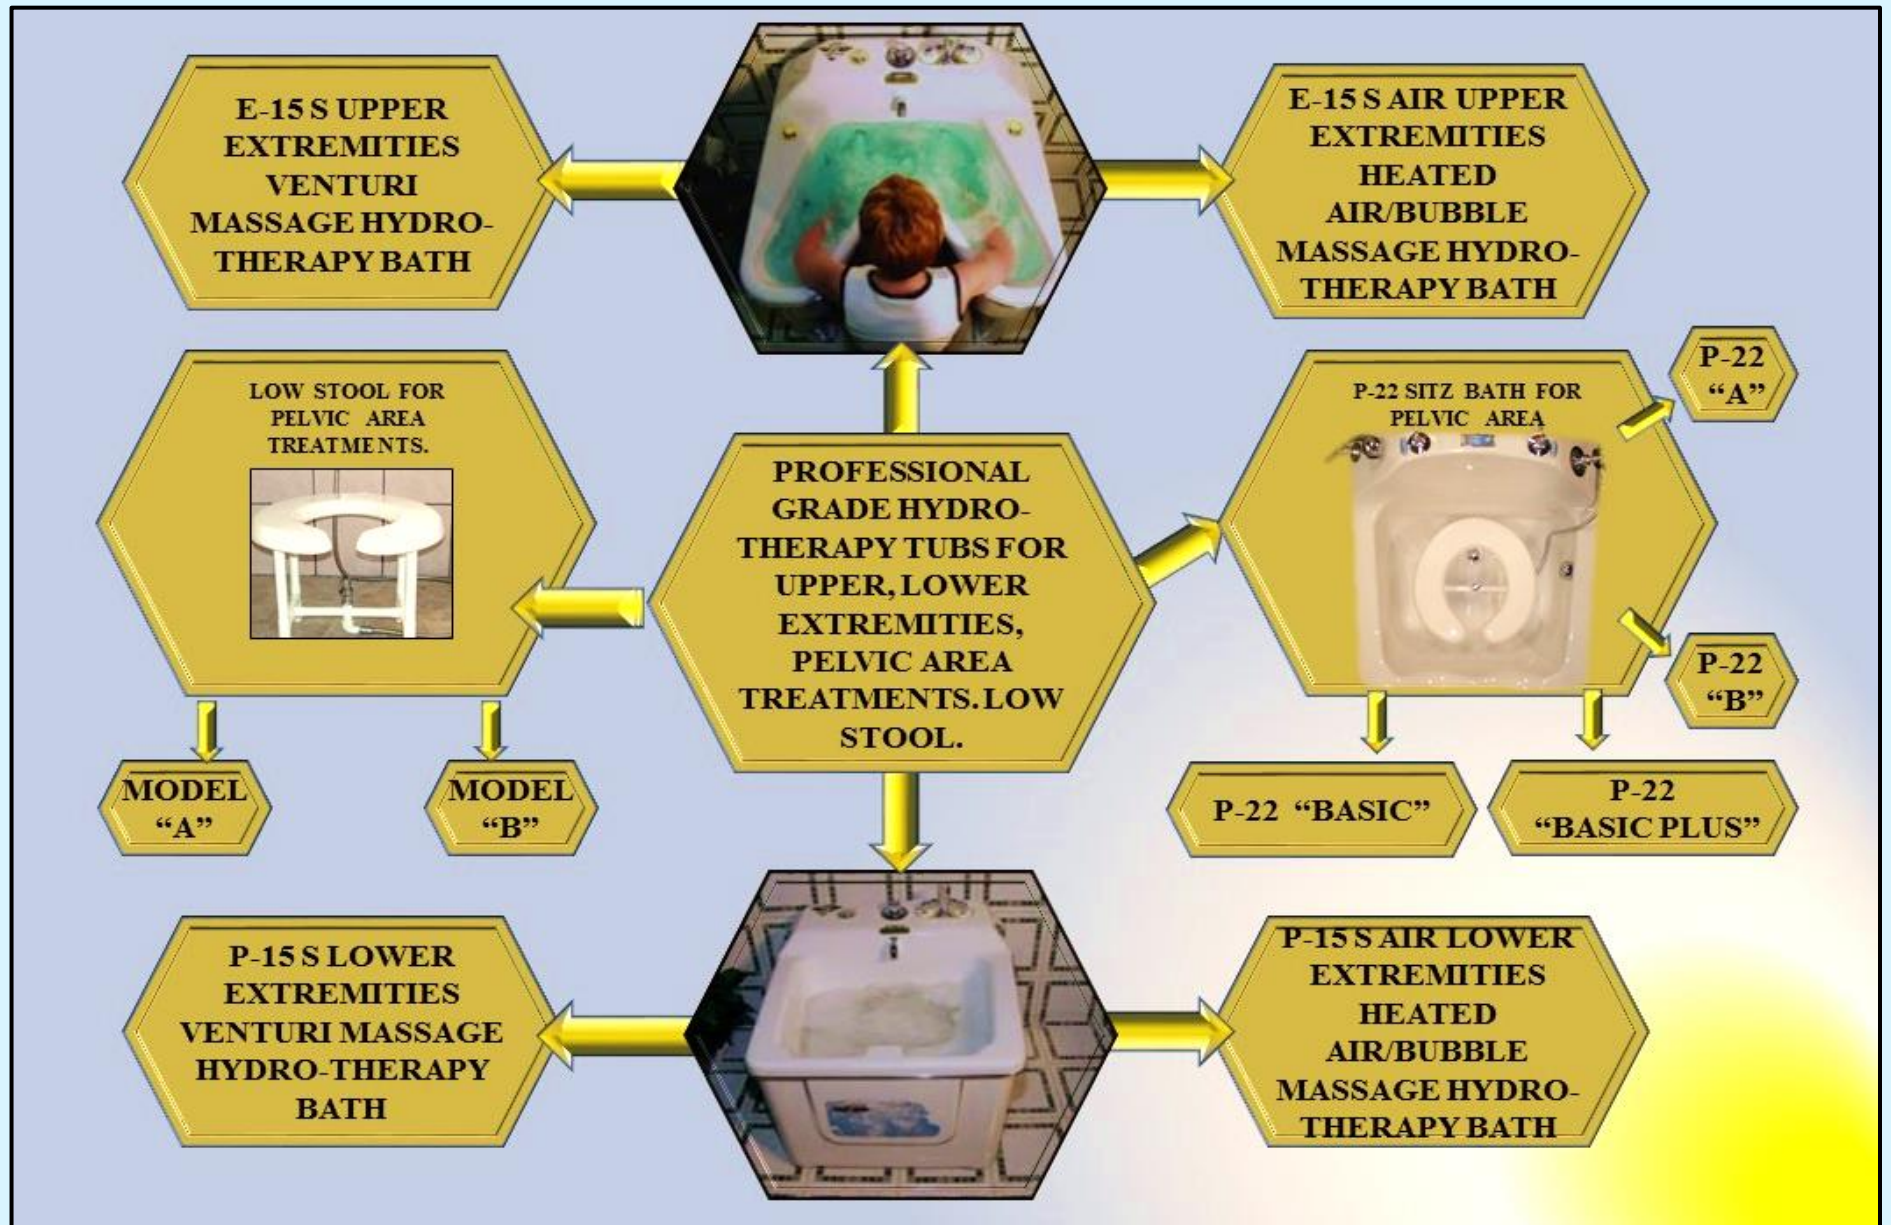 E-15 S UPPER
EXTREMITIES
VENTURI
MASSAGE HYDRO-
THERAPY BATH
E-15 S AIR UPPER
EXTREMITIES
HEATED
AIR/BUBBLE
MASSAGE HYDRO-
THERAPY BATH
LOW STOOL FOR
PELVIC AREA
TREATMENTS.
MODEL
“A”
MODEL
“B”
PROFESSIONAL
GRADE HYDRO-
THERAPY TUBS FOR
UPPER, LOWER
EXTREMITIES,
PELVIC AREA
TREATMENTS. LOW
STOOL.
P-22 SITZ BATH FOR
PELVIC AREA
P-22
“A”
P-22
“B”
P-22 “BASIC”
P-22
“BASIC PLUS”
P-15 S LOWER
EXTREMITIES
VENTURI MASSAGE
HYDRO-THERAPY
BATH
P-15 S AIR LOWER
EXTREMITIES
HEATED
AIR/BUBBLE
MASSAGE HYDRO-
THERAPY BATH